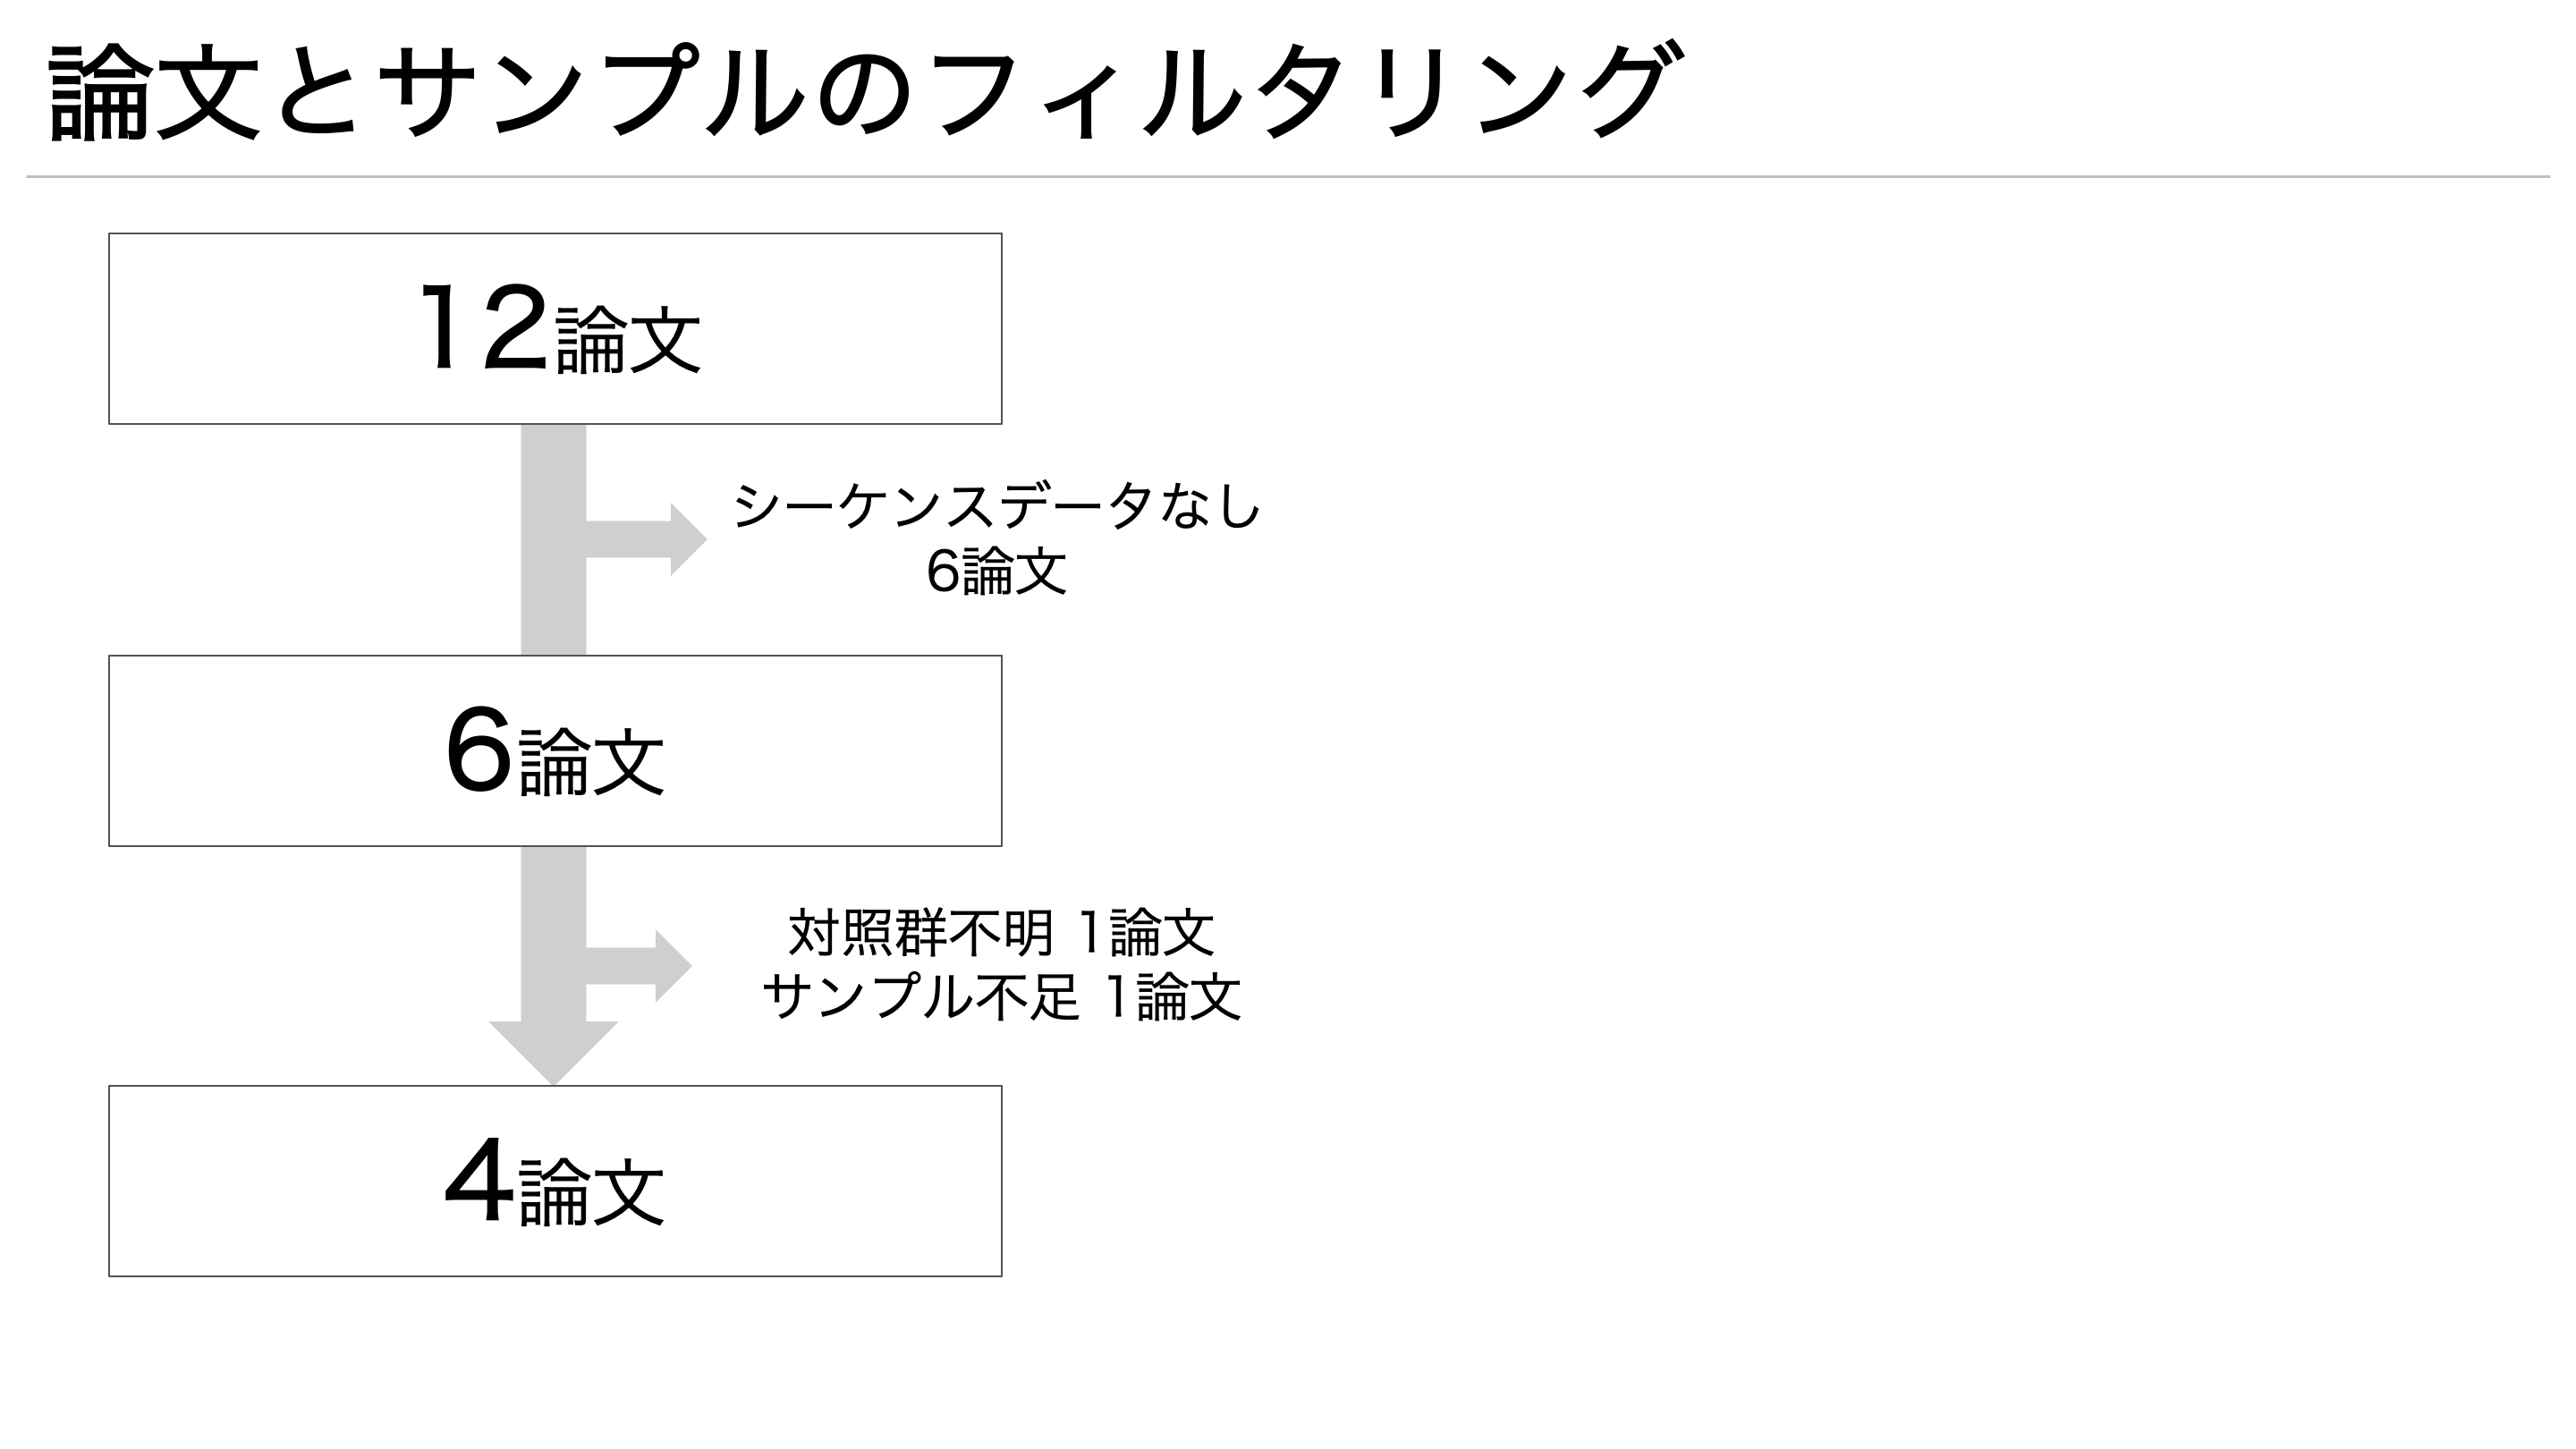 論文とサンプルのフィルタリング
12論文
シーケンスデータなし
6論文
6論文
対照群不明 1論文
サンプル不足 1論文
4論文